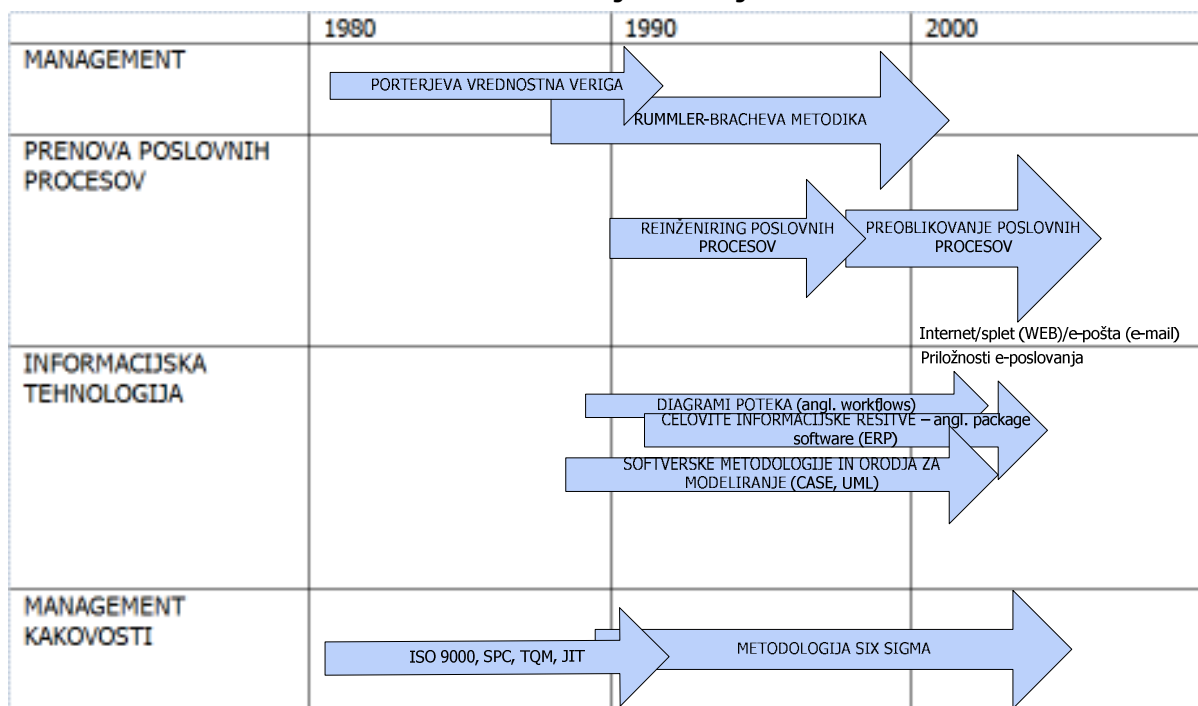 1980
1990
2000
MANAGEMENT
PORTERJEVA VREDNOSTNA VERIGA
RUMMLER-BRACHEVA METODIKA
PRENOVA POSLOVNIH
PROCESOV
REINŽENIRING POSLOVNIH
PROCESOV
PREOBLIKOVANJE POSLOVNIH
PROCESOV
Internet/splet (WEB)/e-pošta (e-mail)
Priložnosti e-poslovanja
INFORMACIJSKA
TEHNOLOGIJA
DIAGRAMI POTEKA (angl. workflows)
CELOVITE INFORMACIJSKE REŠITVE – angl. package
software (ERP)
SOFTVERSKE METODOLOGIJE IN ORODJA ZA
MODELIRANJE (CASE, UML)
MANAGEMENT
KAKOVOSTI
ISO 9000, SPC, TQM, JIT
METODOLOGIJA SIX SIGMA